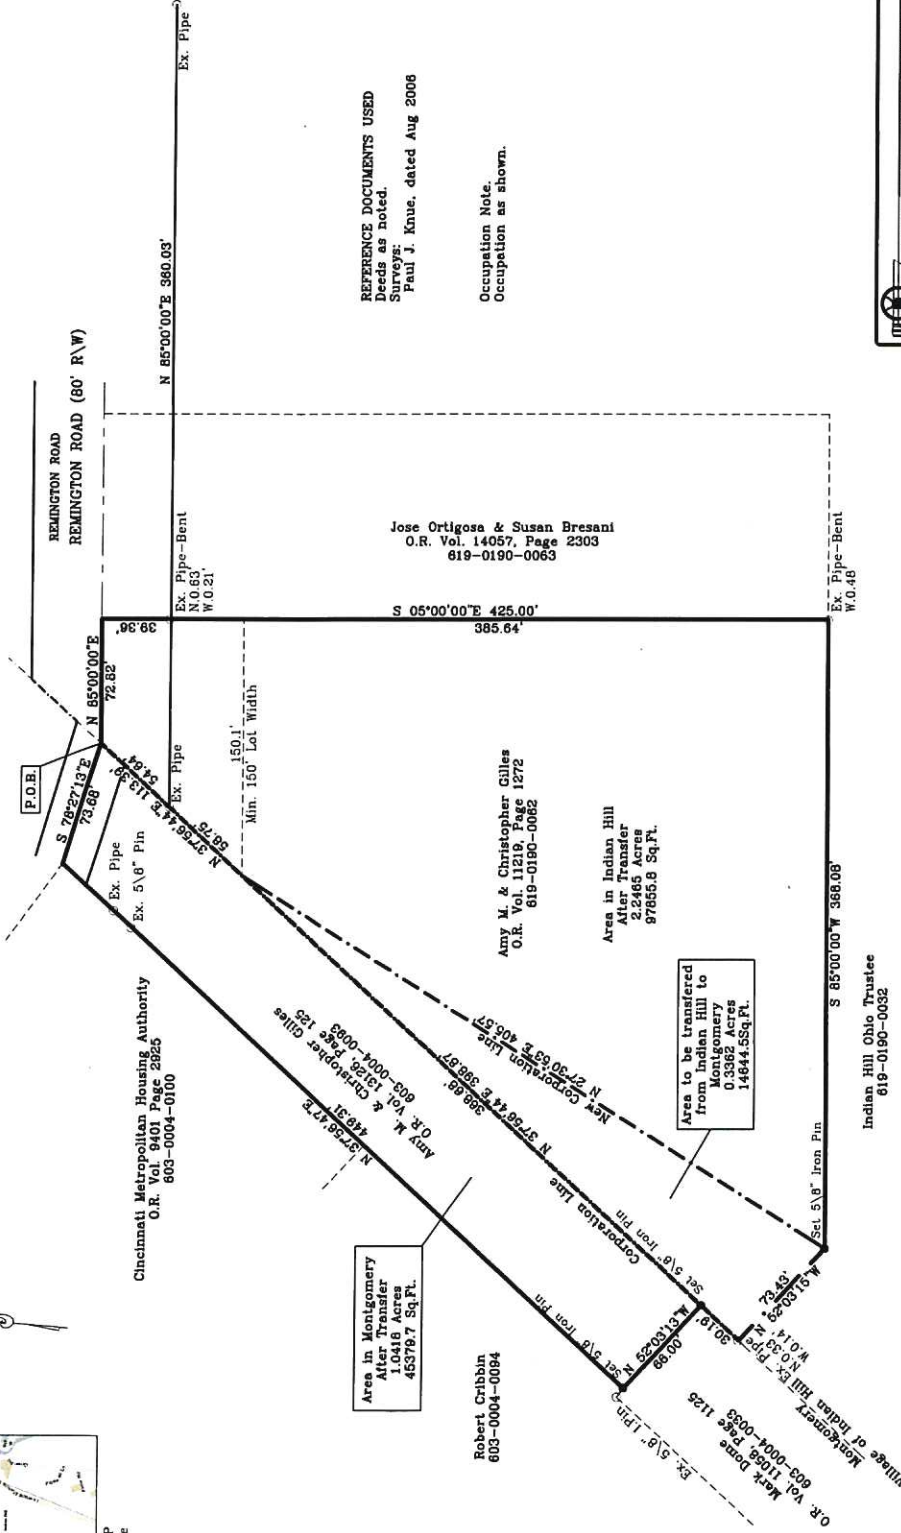 Ex. Pipe
N 85°00'00"E 360.03'
REFERENCE DOCUMENTS USED
Deeds as noted.
Surveys:
Paul J. Knue, dated Aug 2006
Occupation Note.
Occupation as shown.
REMINGTON ROAD
REMINGTON ROAD (80' R\W)
Jose Ortigosa & Susan Bresani
O.R. Vol. 14057, Page 2303
619-0190-0063
Ex. Pipe-Bent
N.0.63'
W.0.21'
Ex. Pipe-Bent
W.0.48'
S 05°00'00"E 425.00'
385.64'
39.36'
N 85°00'00"E
72.82'
P.O.B.
S 78°27'13"E
73.68'
54.64'
N 37°56'44"E 113.39'
58.75'
Ex. Pipe
150.1'
Min. 150' Lot Width
Ex. Pipe
Ex. 5\8" Pin
Amy M. & Christopher Gilles
O.R. Vol. 11219, Page 1272
619-0190-0062
Area in Indian Hill
After Transfer
2.2465 Acres
97855.8 Sq.Ft.
S 85°00'00"W 368.08'
Indian Hill Ohio Trustee
619-0190-0032
Cincinnati Metropolitan Housing Authority
O.R. Vol. 9401 Page 2925
603-0004-0100
Amy M. & Christopher Gilles
O.R. Vol. 13126, Page 125
603-0004-0093
N 37°56'47"E
449.31'
N 27°30'53"E 405.57'
New Corporation Line
N 37°56'44"E 398.87'
368.68'
Corporation Line
Area to be transfered
from Indian Hill to
Montgomery
0.3362 Acres
14644.5Sq.Ft.
Set 5\8" Iron Pin
Area in Montgomery
After Transfer
1.0418 Acres
45379.7 Sq.Ft.
Set 5\8" Iron Pin
Set 5\8" Iron Pin
N 52°03'13"W
66.00'
30.19'
73.43'
N 52°03'15"W
Ex. Pipe
N.0.33'
W.0.14'
Robert Cribbin
603-0004-0094
Ex. 5\8" I.Pin
Mark Dome
O.R. Vol. 11058, Page 1125
603-0004-0033
Montgomery
Village of Indian Hill